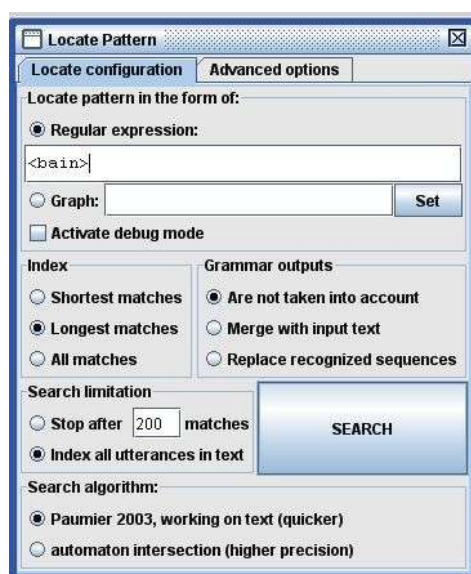 Locate Pattern
Locate configuration Advanced options
Locate pattern in the form of:
Regular expression:
<bain>
Graph: Set
Activate debug mode
Index
Shortest matches
Longest matches
All matches
Grammar outputs
Are not taken into account
Merge with input text
Replace recognized sequences
Search limitation
Stop after 200 matches
Index all utterances in text
SEARCH
Search algorithm:
Paumier 2003, working on text (quicker)
automaton intersection (higher precision)